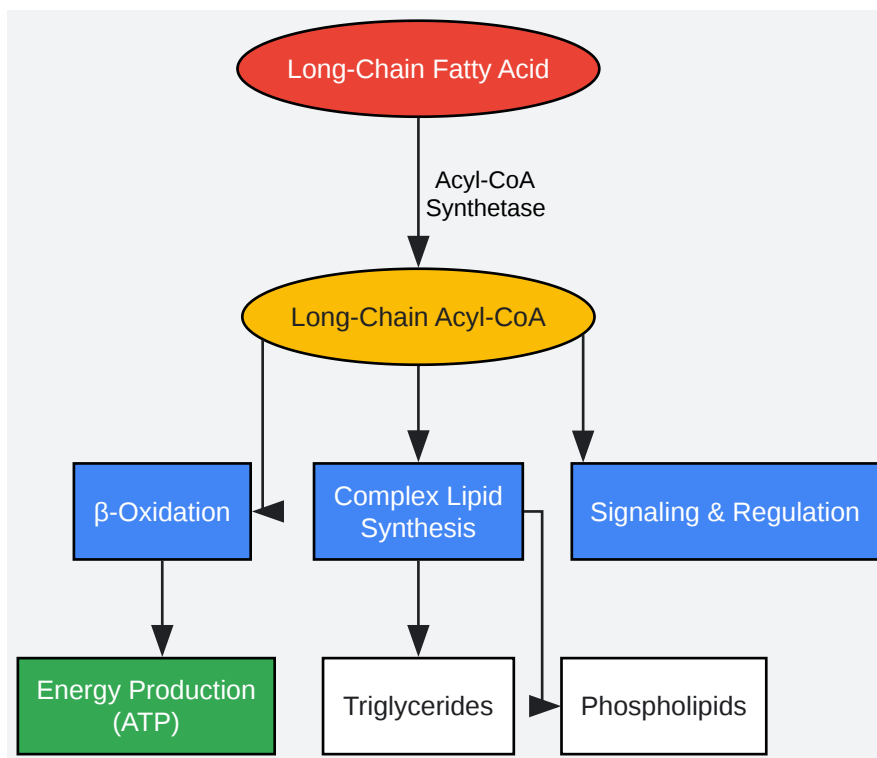 Long-Chain Fatty Acid
Acyl-CoA
Synthetase
Long-Chain Acyl-CoA
β-Oxidation
Complex Lipid
Synthesis
Signaling & Regulation
Energy Production
(ATP)
Triglycerides
Phospholipids